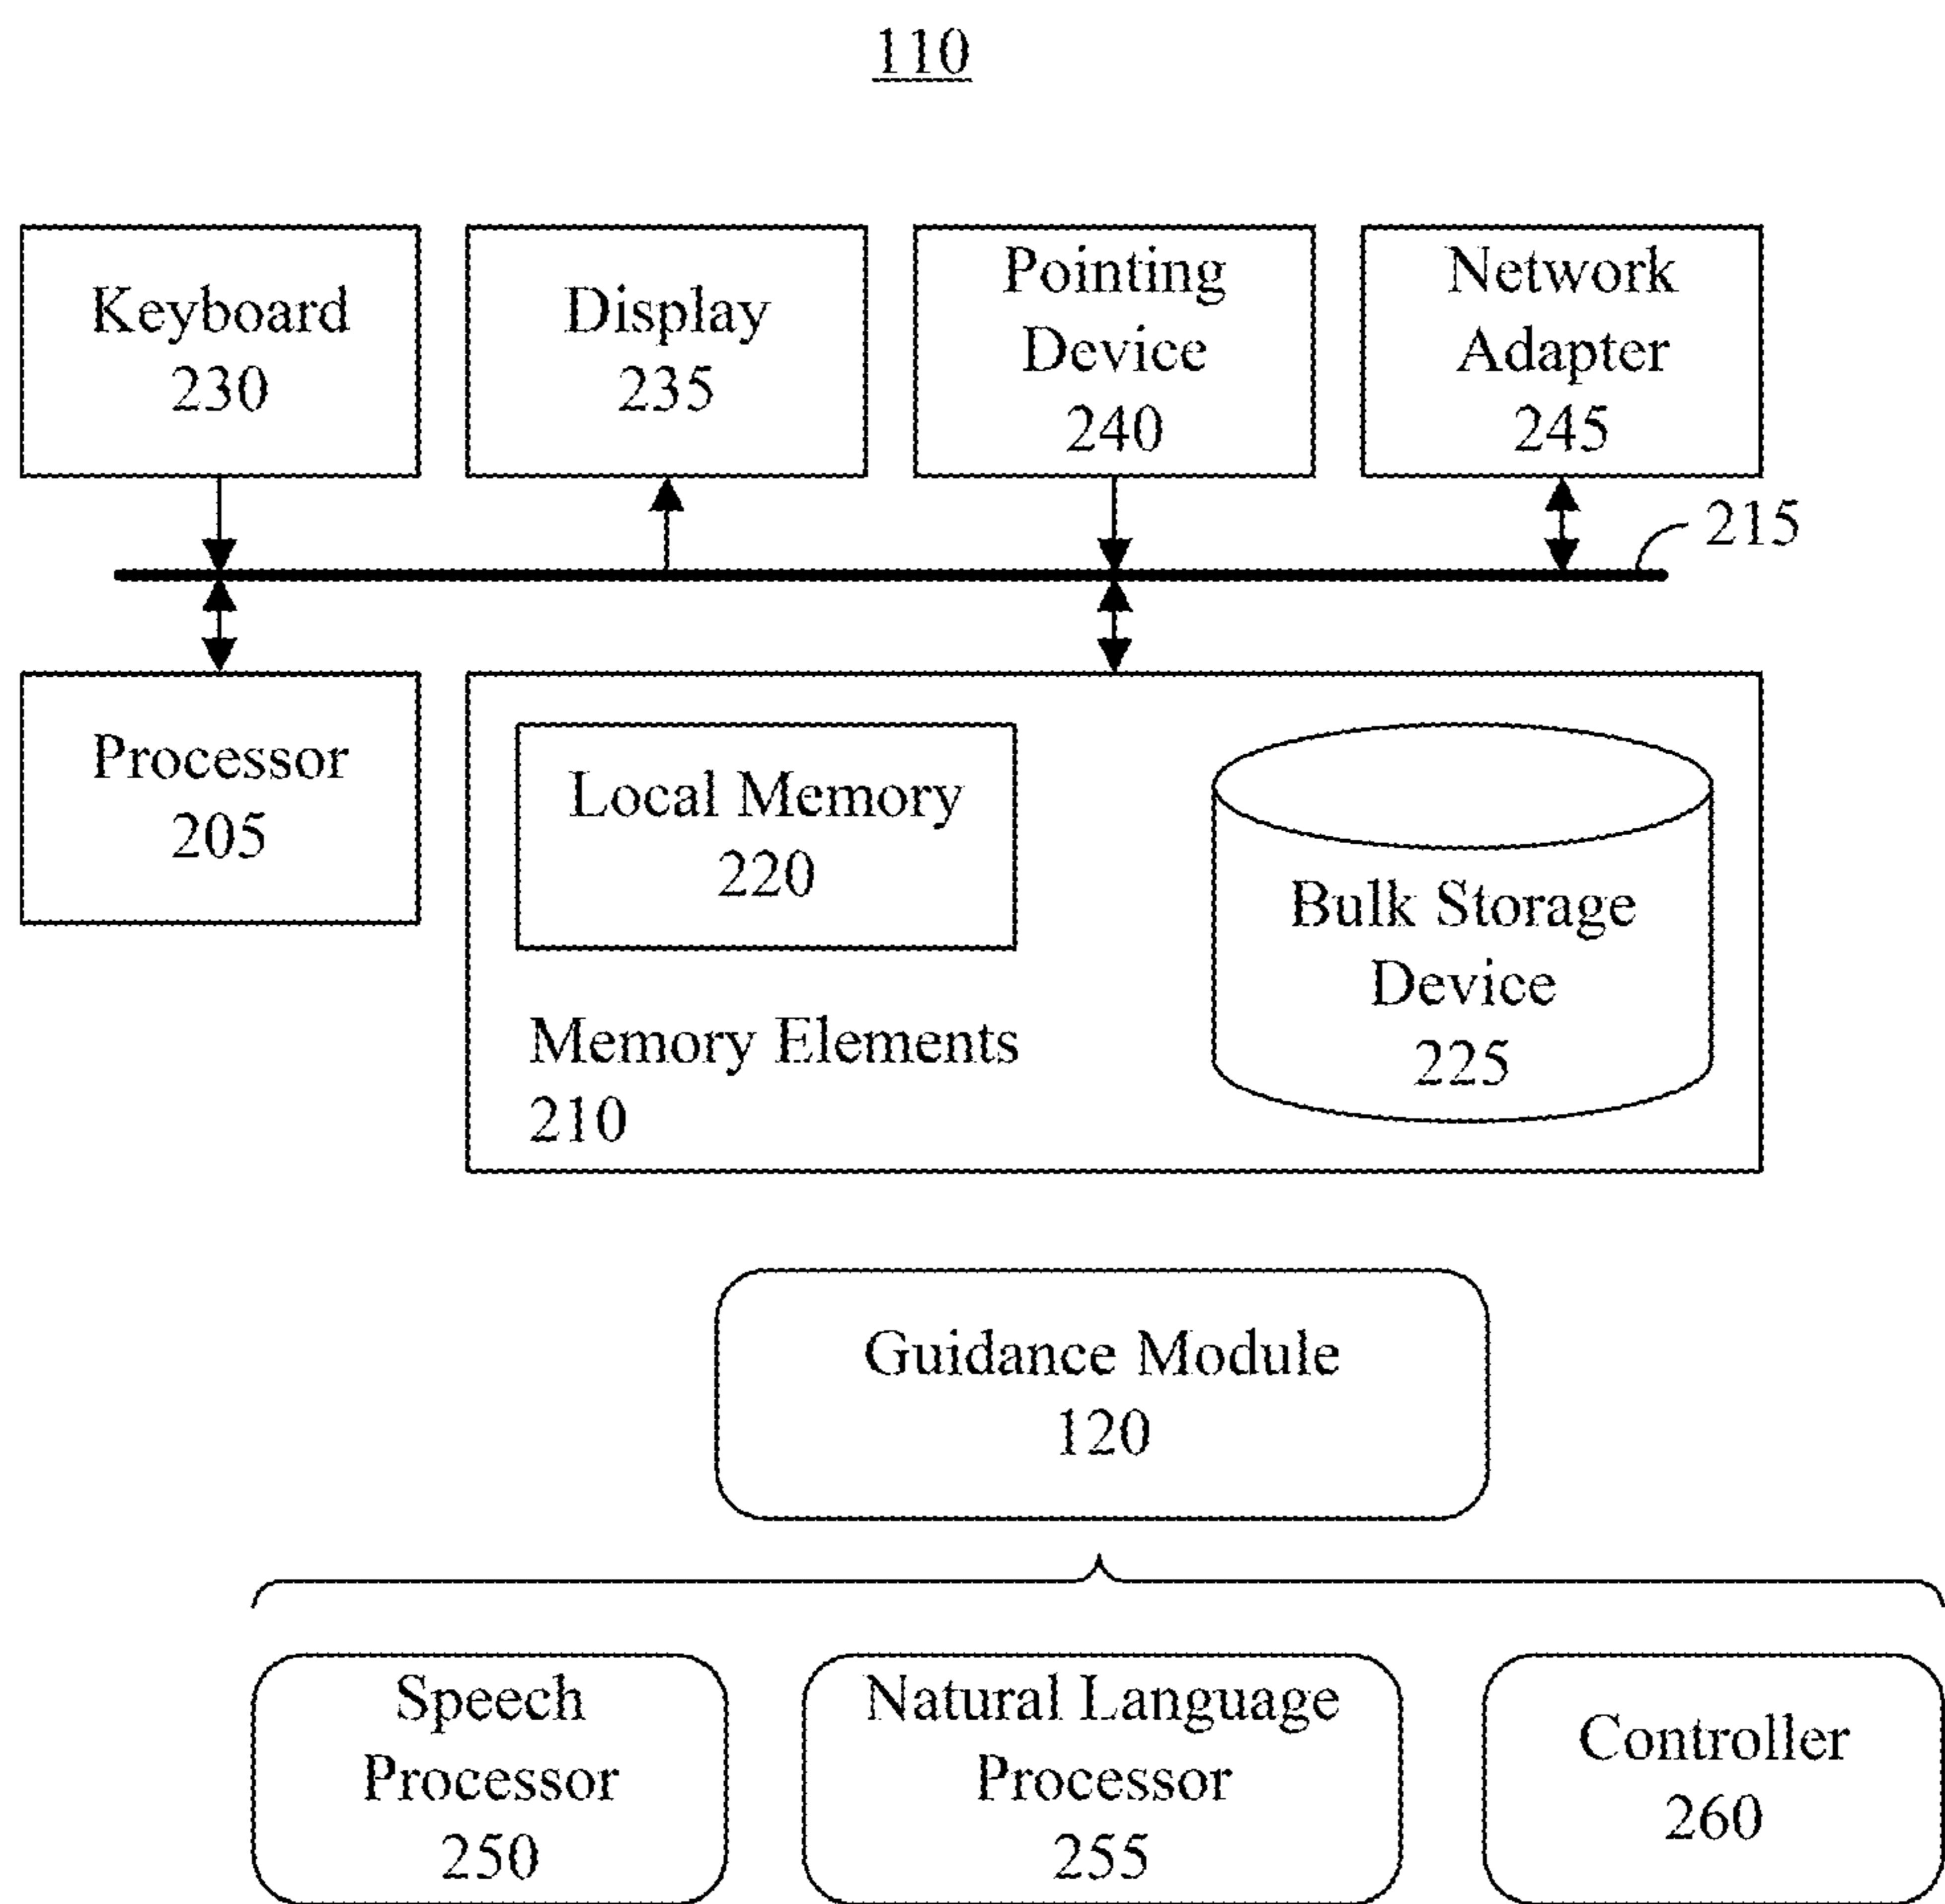 110
Keyboard
230
Display
235
Pointing
Device
240
Network
Adapter
245
215
Processor
205
Local Memory
220
Bulk Storage
Device
225
Memory Elements
210
Guidance Module
120
Speech
Processor
250
Natural Language
Processor
255
Controller
260